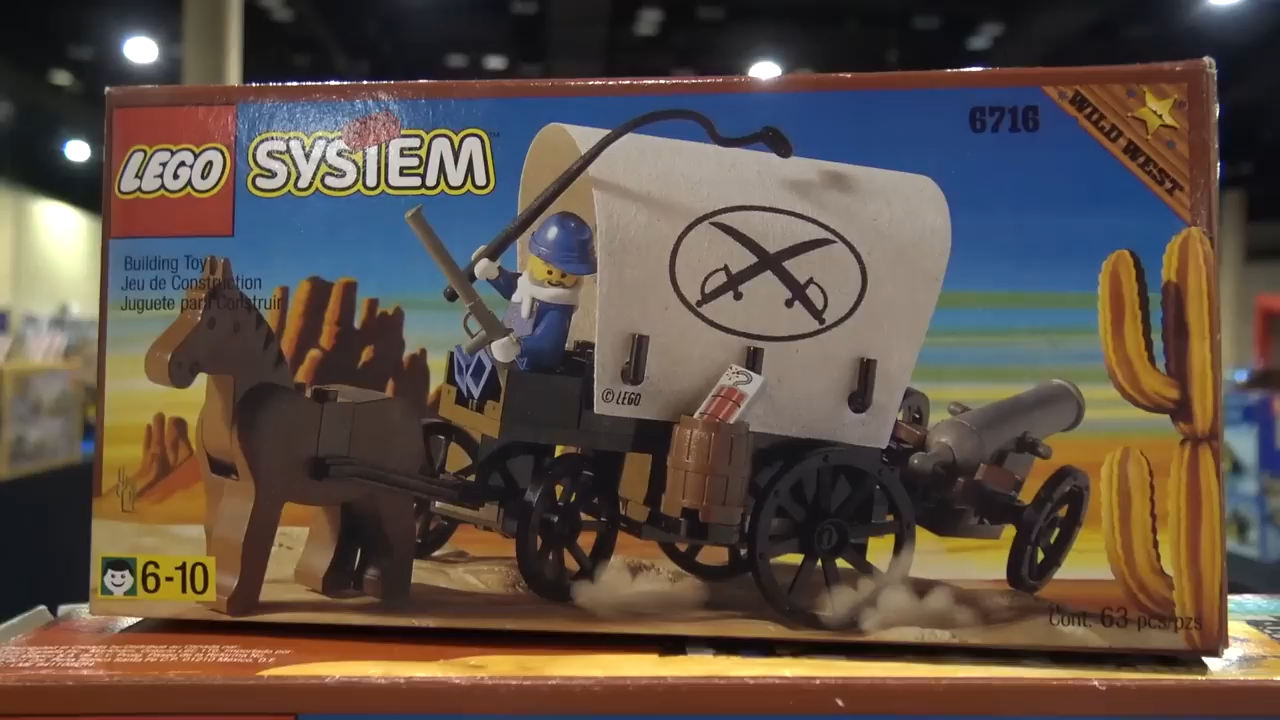 LEGO
SYSTEM™
6716
WILD WEST
Building Toy
Jeu de Construction
Juguete para Construir
© LEGO
6-10
Cont. 63 pcs/pzs